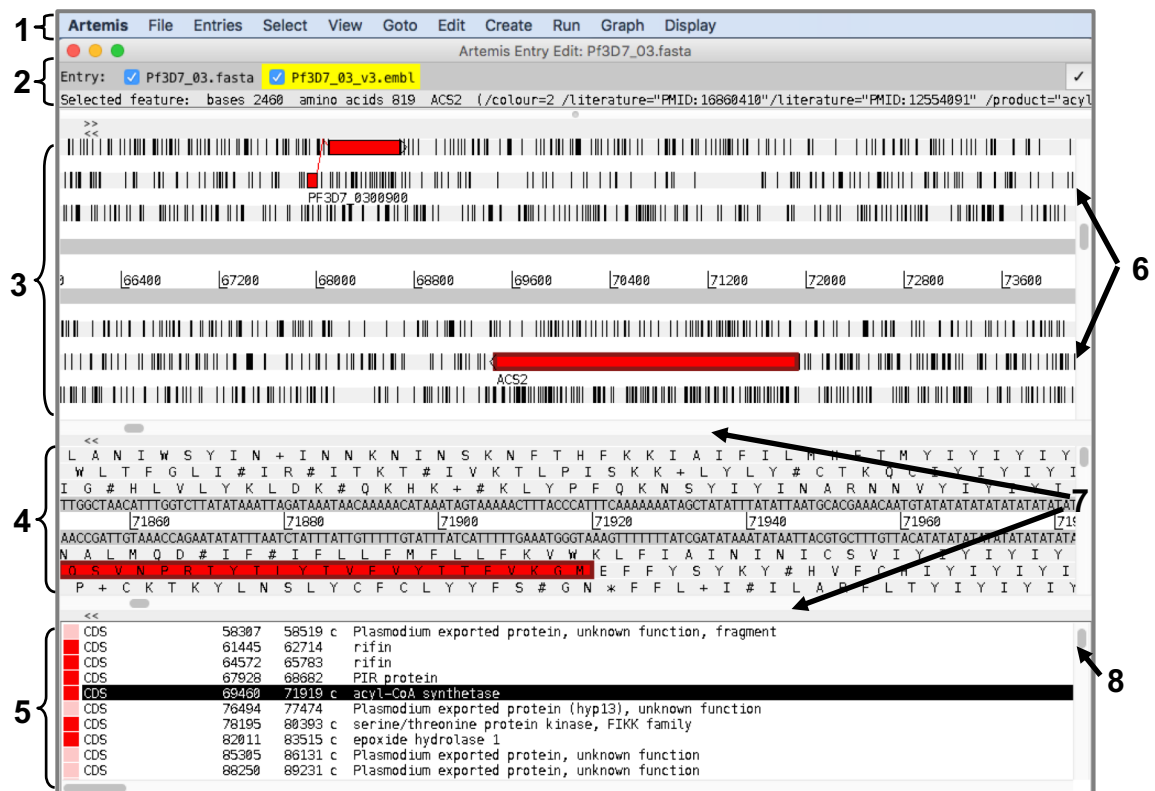 1
Artemis File Entries Select View Goto Edit Create Run Graph Display
Artemis Entry Edit: Pf3D7_03.fasta
2
Entry: Pf3D7_03.fasta Pf3D7_03_v3.embl ✓
Selected feature: bases 2460 amino acids 819 ACS2 (/colour=2 /literature="PMID:16860410"/literature="PMID:12554091" /product="acyl
>>
<<
PF3D7_0300900
3
66400 67200 68000 68800 69600 70400 71200 72000 72800 73600
6
ACS2
<<
4
L A N I W S Y I N + I N N K N I N S K N F T H F K K I A I F I L
W L T F G L I # I R # I T K T # I V K T L P I S K K + L Y L Y # C T K Q C I Y I Y I Y I
I G # H L V L Y K L D K # Q K H K + # K L Y P F Q K N S Y I Y I N A R N N V Y I Y I Y I
7
71860 71880 71900 71920 71940 71960
N A L M Q D # I F # I F L L F M F L L F K V W K L F I A I N I N I C S V I Y I Y I Y I Y
Q S V N P R I Y I L Y I V F V Y I T F V K G M E F F Y S Y K Y # H V F C H I Y I Y I Y I
P + C K T K Y L N S L Y C F C L Y Y F S # G N * F F L + I # I L A R F L T Y I Y I Y I Y
<<
5
CDS 58307 58519 c Plasmodium exported protein, unknown function, fragment
CDS 61445 62714 rifin
CDS 64572 65783 rifin
CDS 67928 68682 PIR protein
CDS 69460 71919 c acyl-CoA synthetase
8
CDS 76494 77474 Plasmodium exported protein (hyp13), unknown function
CDS 78195 80393 c serine/threonine protein kinase, FIKK family
CDS 82011 83515 c epoxide hydrolase 1
CDS 85305 86131 c Plasmodium exported protein, unknown function
CDS 88250 89231 c Plasmodium exported protein, unknown function